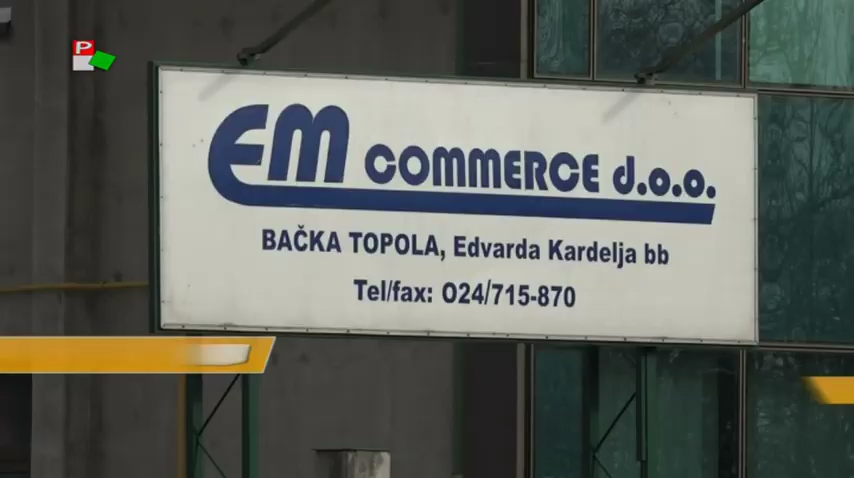 P
EM COMMERCE d.o.o.
BAČKA TOPOLA, Edvarda Kardelja bb
Tel/fax: 024/715-870